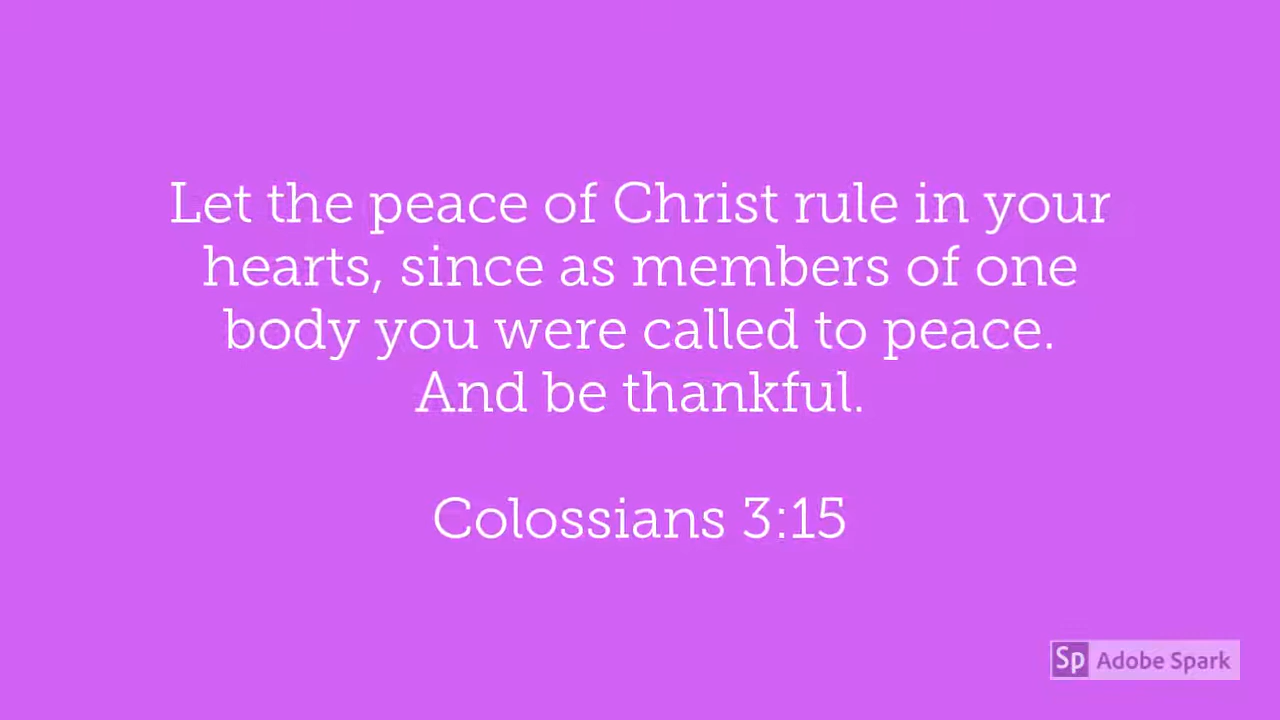 Let the peace of Christ rule in your
hearts, since as members of one
body you were called to peace.
And be thankful.
Colossians 3:15
Sp Adobe Spark